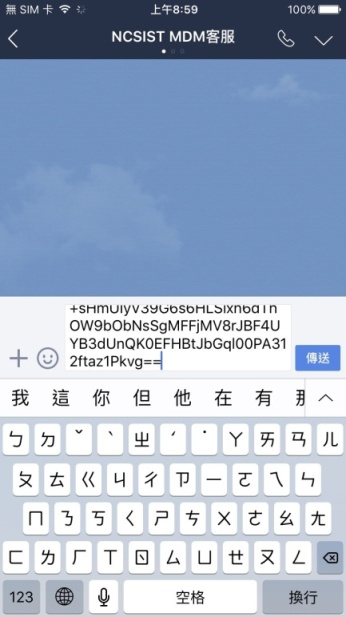 無 SIM 卡 上午8:59 100%
NCSIST MDM客服
OW9bObNsSgMFFjMV8rJBF4U
YB3dUnQK0EFHBtJbGql00PA31
2ftaz1Pkvg==
傳送
我 這 你 但 他 在 有
ㄅ ㄉ ˇ ˋ ㄓ ˊ ˙ ㄚ ㄞ ㄢ ㄦ
ㄆ ㄊ ㄍ ㄐ ㄔ ㄗ ㄧ ㄛ ㄟ ㄣ
ㄇ ㄋ ㄎ ㄑ ㄕ ㄘ ㄨ ㄜ ㄠ ㄤ
ㄈ ㄌ ㄏ ㄒ ㄖ ㄙ ㄩ ㄝ ㄡ ㄥ
123 空格 換行